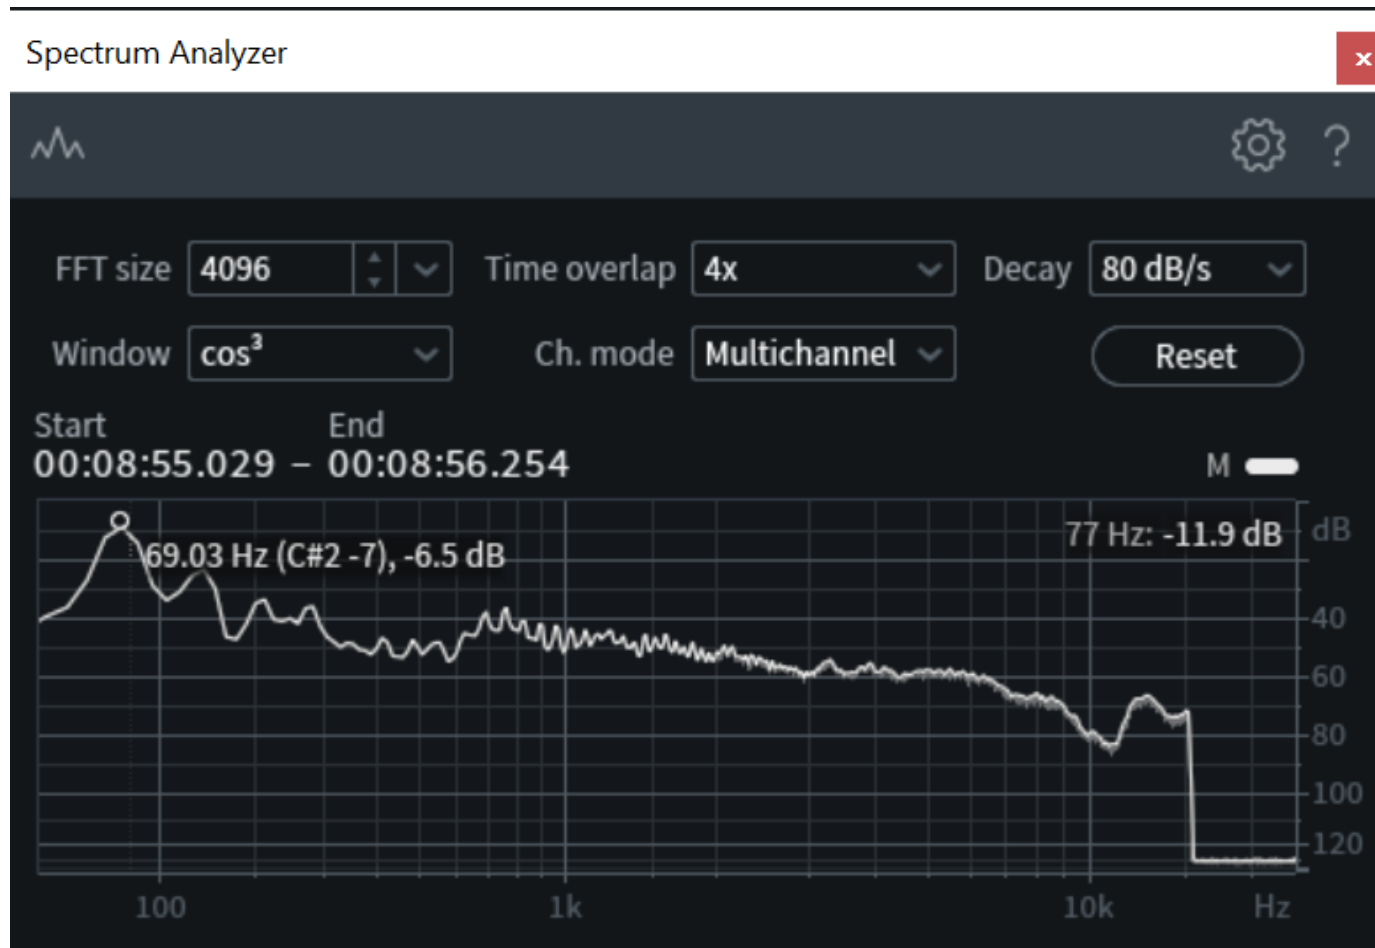 Spectrum Analyzer
x
?
FFT size 4096 Time overlap 4x Decay 80 dB/s
Window cos³ Ch. mode Multichannel Reset
Start End
00:08:55.029 – 00:08:56.254 M
77 Hz: -11.9 dB dB
69.03 Hz (C#2 -7), -6.5 dB
-40
-60
-80
-100
-120
100 1k 10k Hz